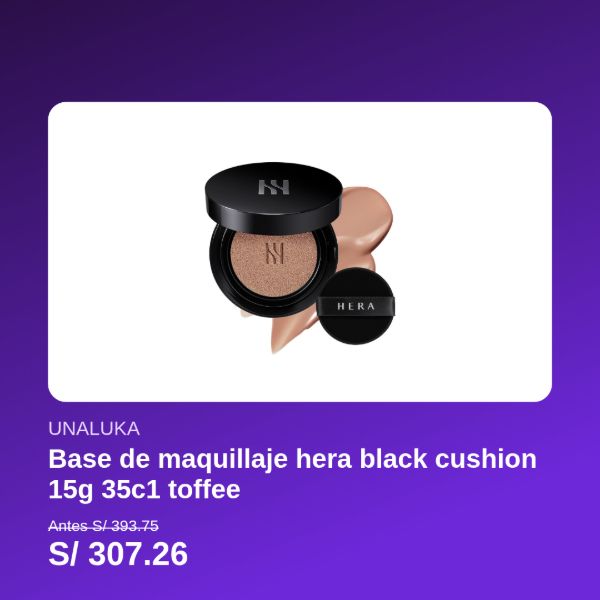 HERA
UNALUKA
Base de maquillaje hera black cushion
15g 35c1 toffee
Antes S/ 393.75
S/ 307.26